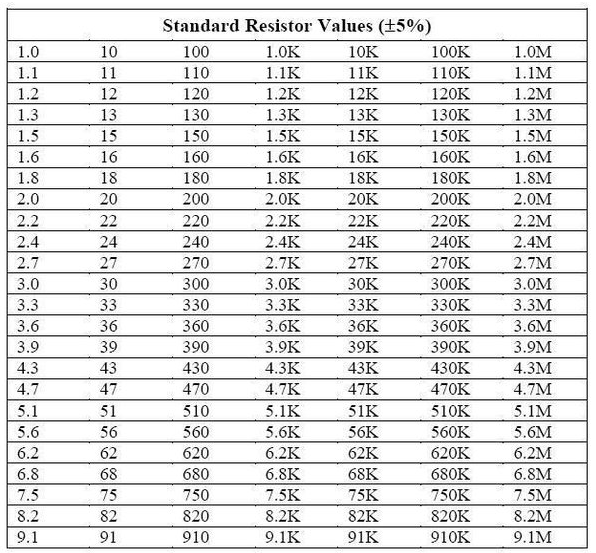 Standard Resistor Values (±5%)
1.0 10 100 1.0K 10K 100K 1.0M
1.1 11 110 1.1K 11K 110K 1.1M
1.2 12 120 1.2K 12K 120K 1.2M
1.3 13 130 1.3K 13K 130K 1.3M
1.5 15 150 1.5K 15K 150K 1.5M
1.6 16 160 1.6K 16K 160K 1.6M
1.8 18 180 1.8K 18K 180K 1.8M
2.0 20 200 2.0K 20K 200K 2.0M
2.2 22 220 2.2K 22K 220K 2.2M
2.4 24 240 2.4K 24K 240K 2.4M
2.7 27 270 2.7K 27K 270K 2.7M
3.0 30 300 3.0K 30K 300K 3.0M
3.3 33 330 3.3K 33K 330K 3.3M
3.6 36 360 3.6K 36K 360K 3.6M
3.9 39 390 3.9K 39K 390K 3.9M
4.3 43 430 4.3K 43K 430K 4.3M
4.7 47 470 4.7K 47K 470K 4.7M
5.1 51 510 5.1K 51K 510K 5.1M
5.6 56 560 5.6K 56K 560K 5.6M
6.2 62 620 6.2K 62K 620K 6.2M
6.8 68 680 6.8K 68K 680K 6.8M
7.5 75 750 7.5K 75K 750K 7.5M
8.2 82 820 8.2K 82K 820K 8.2M
9.1 91 910 9.1K 91K 910K 9.1M